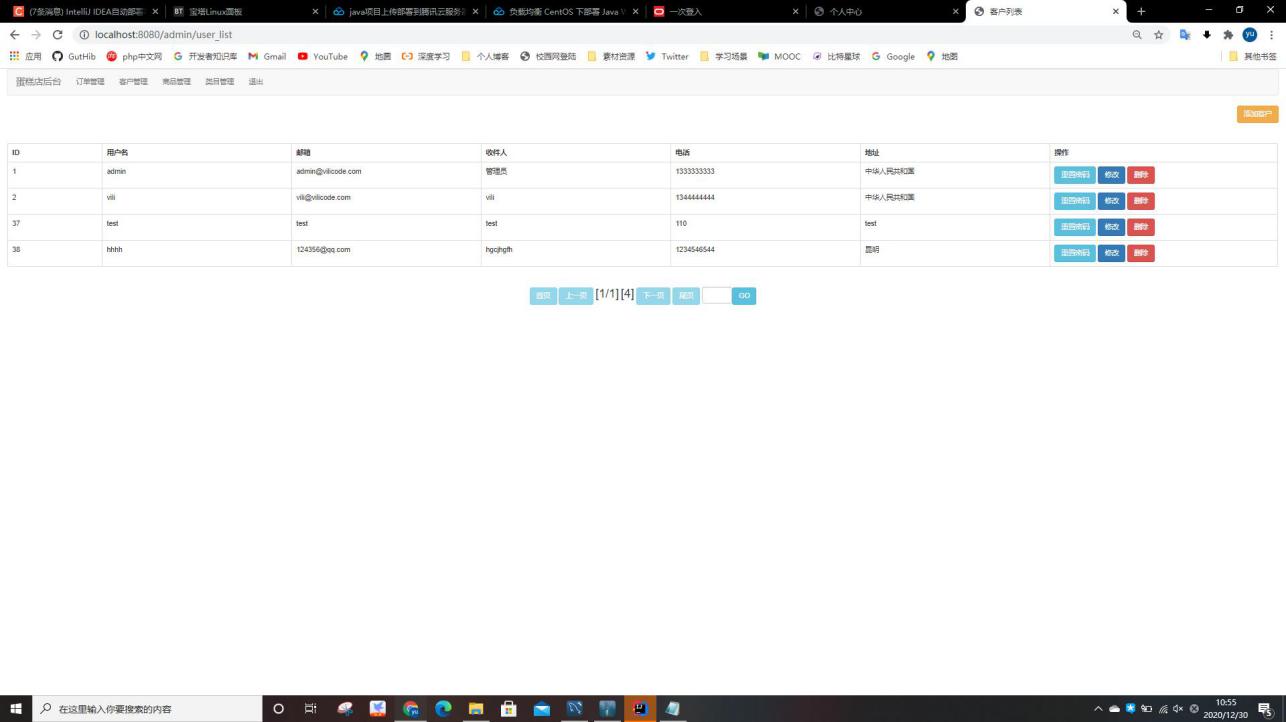 (7条消息) IntelliJ IDEA自动部署
宝塔Linux面板
java项目上传部署到腾讯云服务
负载均衡 CentOS 下部署 Java
一次登入
个人中心
客户列表
localhost:8080/admin/user_list
应用 GutHib php中文网 开发者知识库 Gmail YouTube 地图 深度学习 个人博客 校园网登陆 素材资源 Twitter 学习场景 MOOC 比特星球 Google 地图 其他书签
蛋糕店后台 订单管理 客户管理 商品管理 类目管理 退出
添加客户
ID 用户名 邮箱 收件人 电话 地址 操作
1 admin admin@vilicode.com 管理员 1333333333 中华人民共和国 重置密码 修改 删除
2 vili vili@vilicode.com vili 1344444444 中华人民共和国 重置密码 修改 删除
37 test test test 110 test 重置密码 修改 删除
38 hhhh 124356@qq.com hgcjhgfh 1234546544 昆明 重置密码 修改 删除
首页 上一页 [1/1] [4] 下一页 尾页 GO
在这里输入你要搜索的内容
10:55
2020/12/30